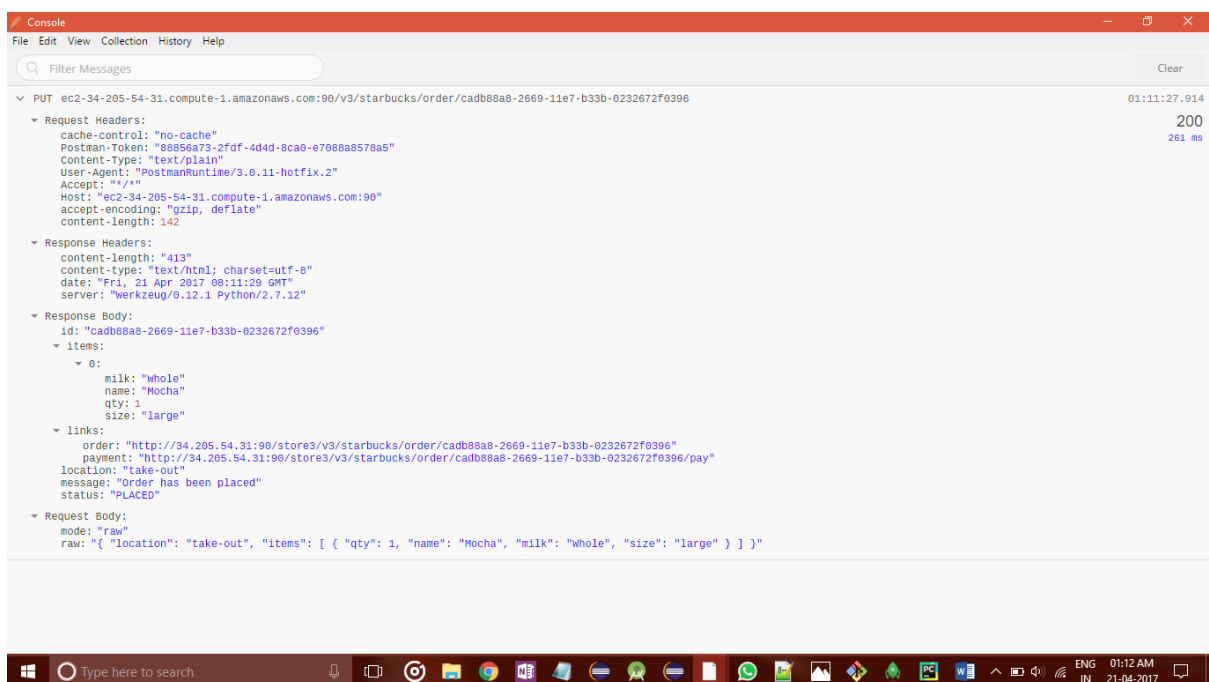 Console
File Edit View Collection History Help
Filter Messages
Clear
PUT ec2-34-205-54-31.compute-1.amazonaws.com:90/v3/starbucks/order/cadb88a8-2669-11e7-b33b-0232672f0396 01:11:27.914
Request Headers: 200
cache-control: "no-cache" 261 ms
Postman-Token: "88856a73-2fdf-4d4d-8ca0-e7088a8578a5"
Content-Type: "text/plain"
User-Agent: "PostmanRuntime/3.0.11-hotfix.2"
Accept: "*/*"
Host: "ec2-34-205-54-31.compute-1.amazonaws.com:90"
accept-encoding: "gzip, deflate"
content-length: 142
Response Headers:
content-length: "413"
content-type: "text/html; charset=utf-8"
date: "Fri, 21 Apr 2017 08:11:29 GMT"
server: "Werkzeug/0.12.1 Python/2.7.12"
Response Body:
id: "cadb88a8-2669-11e7-b33b-0232672f0396"
items:
0:
milk: "Whole"
name: "Mocha"
qty: 1
size: "large"
links:
order: "http://34.205.54.31:90/store3/v3/starbucks/order/cadb88a8-2669-11e7-b33b-0232672f0396"
payment: "http://34.205.54.31:90/store3/v3/starbucks/order/cadb88a8-2669-11e7-b33b-0232672f0396/pay"
location: "take-out"
message: "Order has been placed"
status: "PLACED"
Request Body:
mode: "raw"
raw: "{ "location": "take-out", "items": [ { "qty": 1, "name": "Mocha", "milk": "Whole", "size": "large" } ] }"
Type here to search
ENG 01:12 AM
IN 21-04-2017